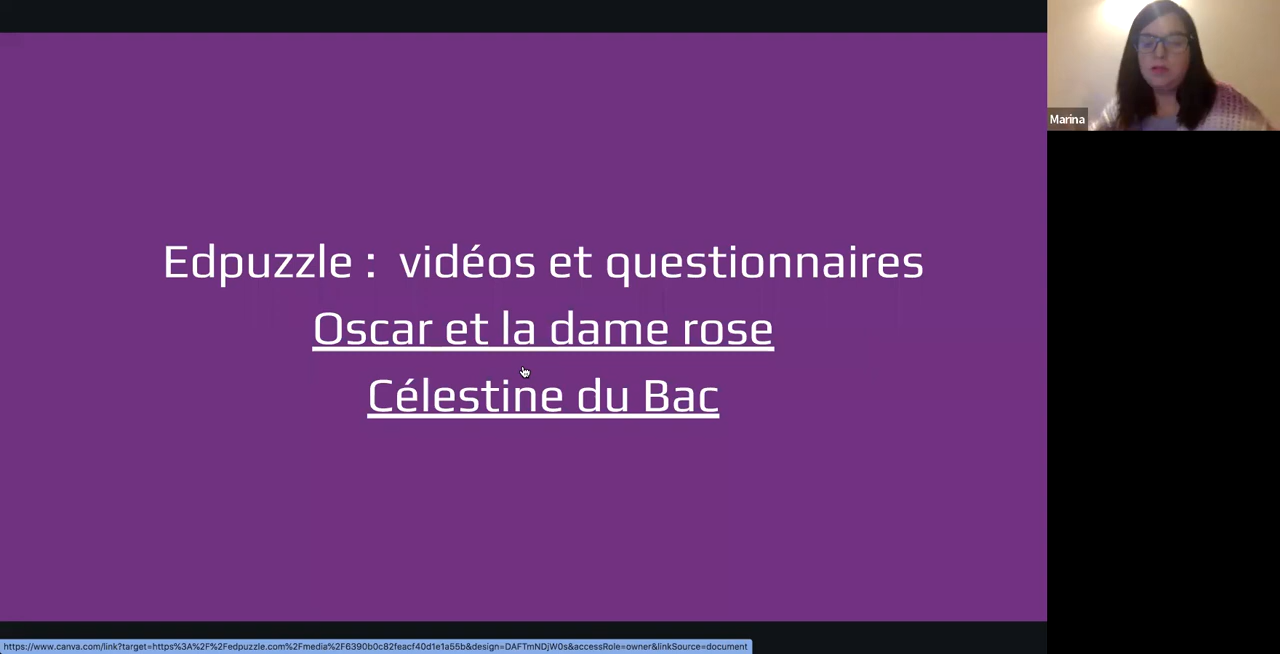 Edpuzzle : vidéos et questionnaires
Oscar et la dame rose
Célestine du Bac
Marina
https://www.canva.com/link?target=https%3A%2F%2Fedpuzzle.com%2Fmedia%2F6390b0c82feacf40d1e1a55b&design=DAFTmNDjW0s&accessRole=owner&linkSource=document